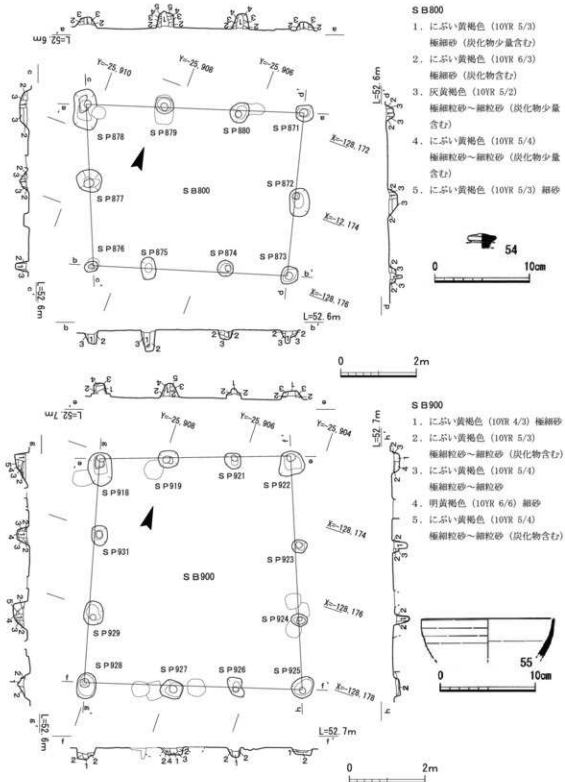 L=52.6m
a
a'
Y=-25,910
Y=-25,908
Y=-25,906
L=52.6m
SP878
SP879
SP880
SP871
X=-128,172
SP877
SB800
SP872
X=-12,174
SP876
SP875
SP874
SP873
b
b'
X=-128,176
L=52.6m
L=52.6m
b
b'
0 2m
SB800
1. にぶい黄褐色 (10YR 5/3)
極細砂 (炭化物少量含む)
2. にぶい黄褐色 (10YR 6/3)
極細砂 (炭化物含む)
3. 灰黄褐色 (10YR 5/2)
極細粒砂~細粒砂 (炭化物少量
含む)
4. にぶい黄褐色 (10YR 5/4)
極細粒砂~細粒砂 (炭化物少量
含む)
5. にぶい黄褐色 (10YR 5/3) 細砂
54
0 10cm
L=52.7m
e
e'
Y=-25,908
Y=-25,906
Y=-25,904
L=52.7m
SP918
SP919
SP921
SP922
X=-128,174
SP931
SP923
SB900
X=-128,176
SP929
SP924
SP928
SP927
SP926
SP925
f
f'
X=-128,178
L=52.6m
L=52.7m
f
f'
0 2m
SB900
1. にぶい黄褐色 (10YR 4/3) 極細砂
2. にぶい黄褐色 (10YR 5/3)
極細粒砂~細粒砂 (炭化物含む)
3. にぶい黄褐色 (10YR 5/4)
極細粒砂~細粒砂
4. 明黄褐色 (10YR 6/6) 細砂
5. にぶい黄褐色 (10YR 5/4)
極細粒砂~細粒砂 (炭化物含む)
55
0 10cm